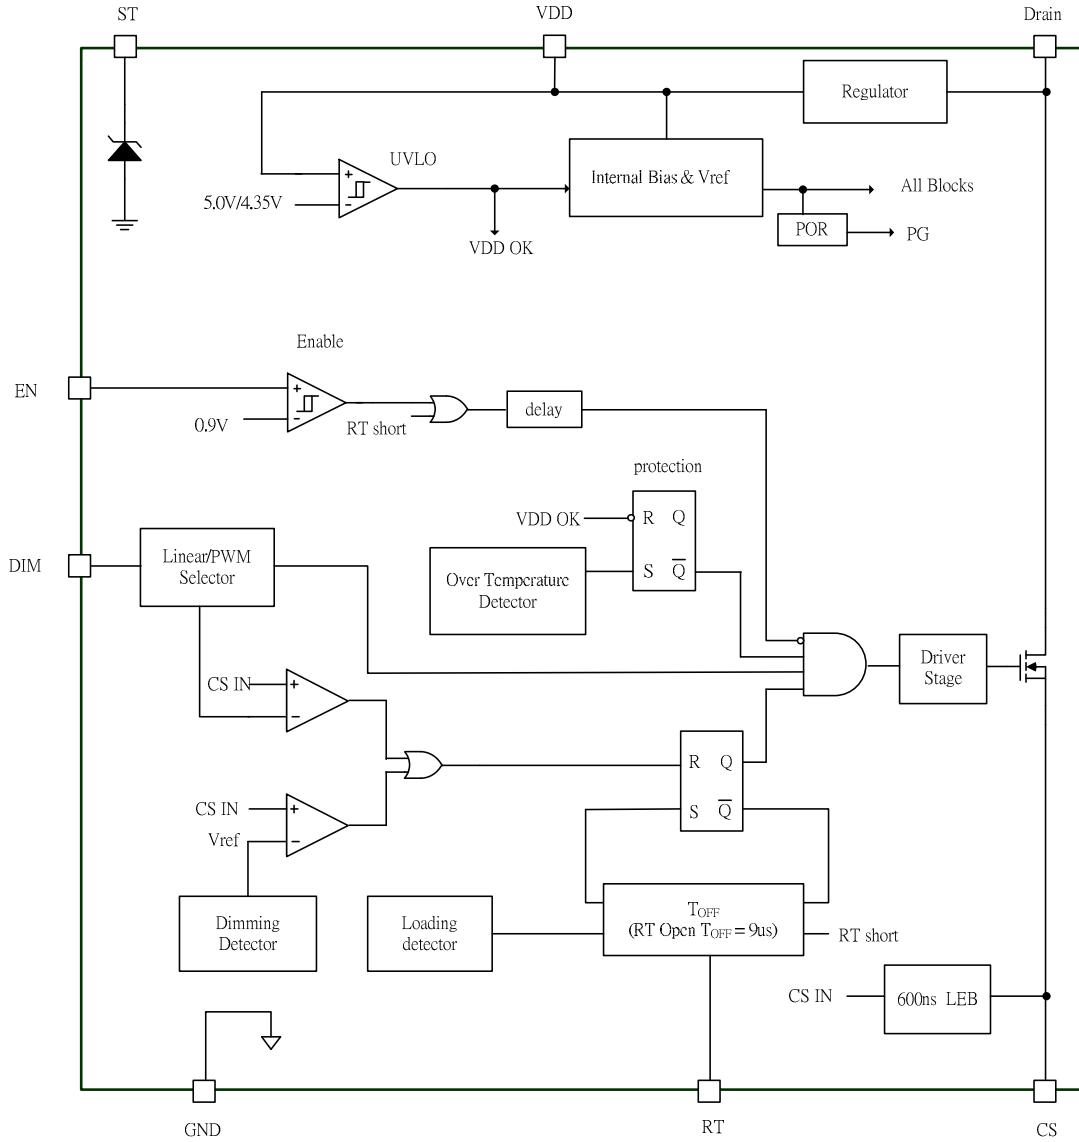 ST
VDD
Drain
Regulator
UVLO
Internal Bias & Vref
All Blocks
5.0V/4.35V
POR
PG
VDD OK
Enable
EN
0.9V
RT short
delay
protection
VDD OK
R Q
S Q̅
DIM
Linear/PWM
Selector
Over Temperature
Detector
Driver
Stage
CS IN
R Q
S Q̅
CS IN
Vref
Dimming
Detector
Loading
detector
TOFF
(RT Open TOFF = 9us)
RT short
CS IN
600ns LEB
GND
RT
CS